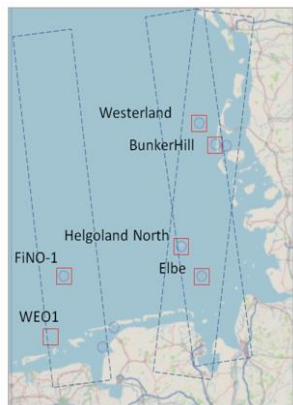 Westerland
BunkerHill
Helgoland North
FiNO-1
Elbe
WEO1